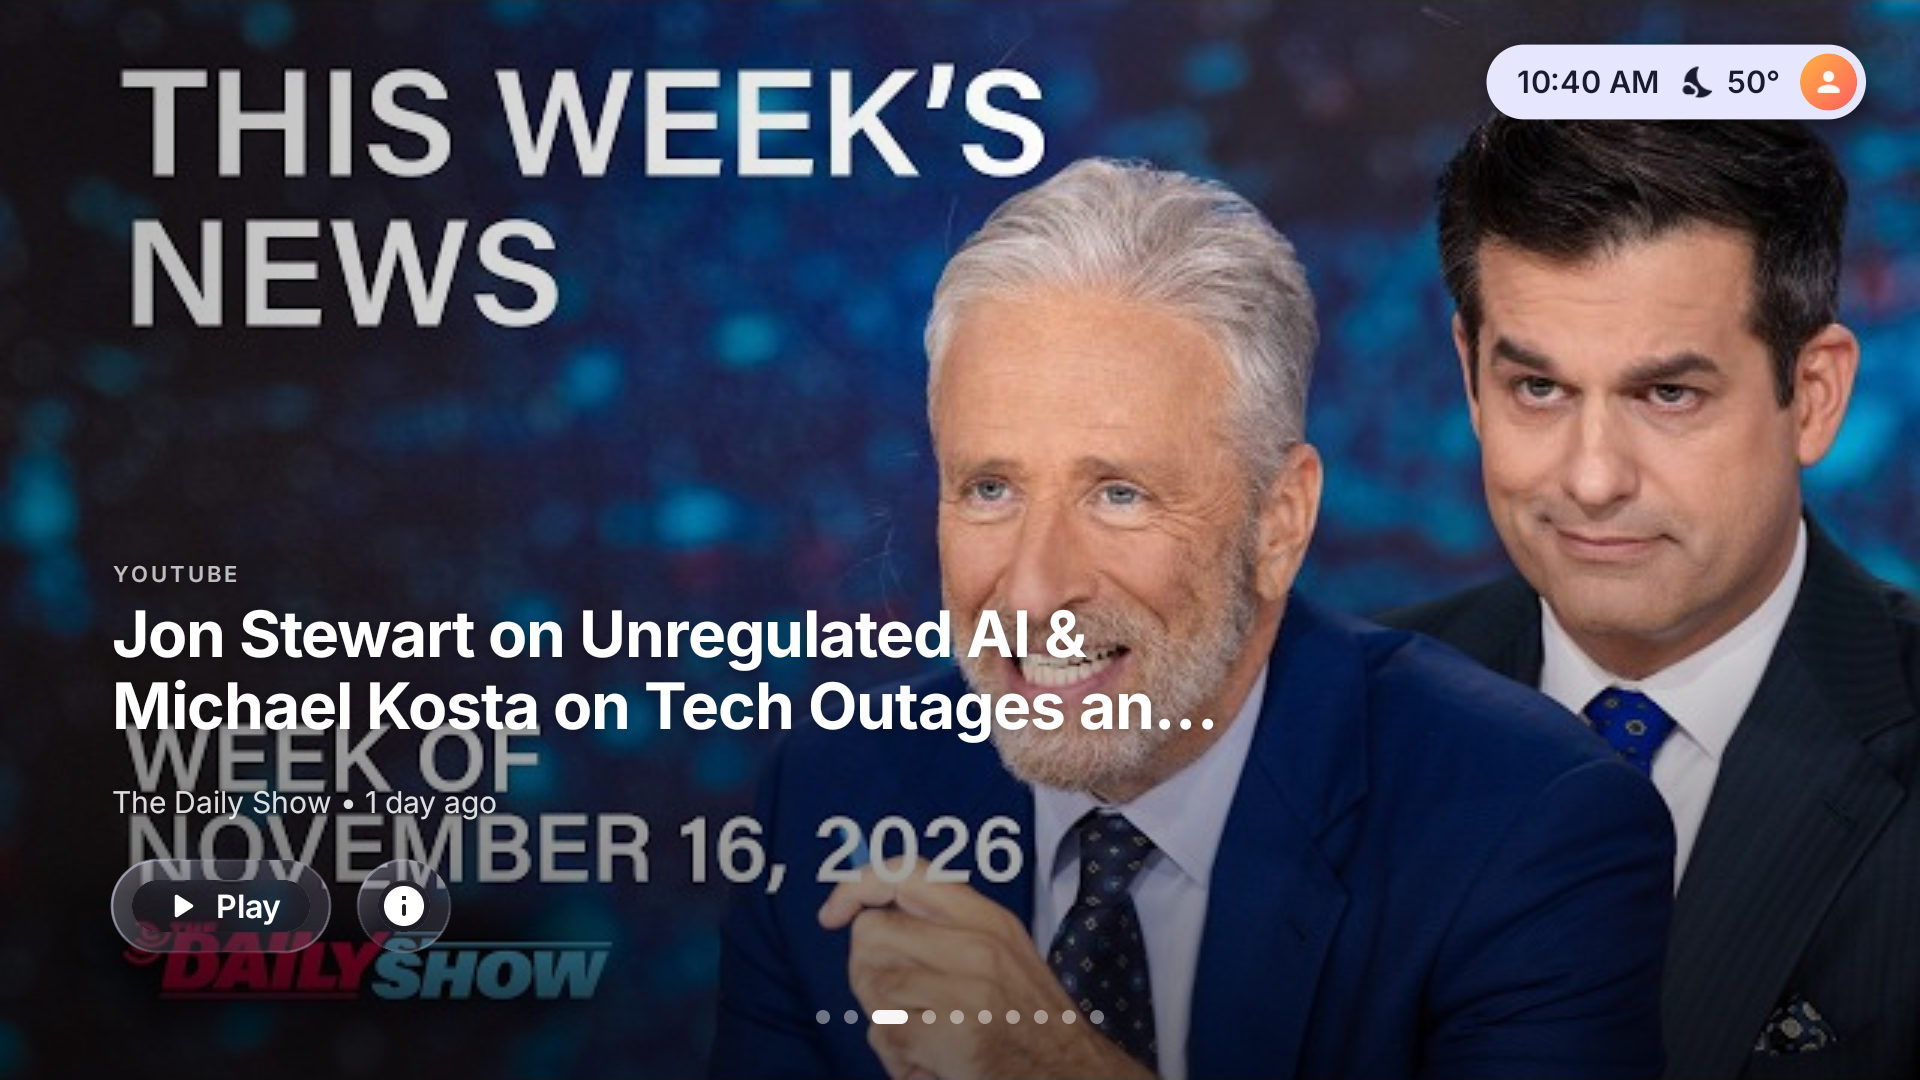 THIS WEEK'S
NEWS
10:40 AM 50°
YOUTUBE
Jon Stewart on Unregulated AI &
Michael Kosta on Tech Outages an...
WEEK OF
The Daily Show • 1 day ago
NOVEMBER 16, 2026
Play
THE
DAILY SHOW